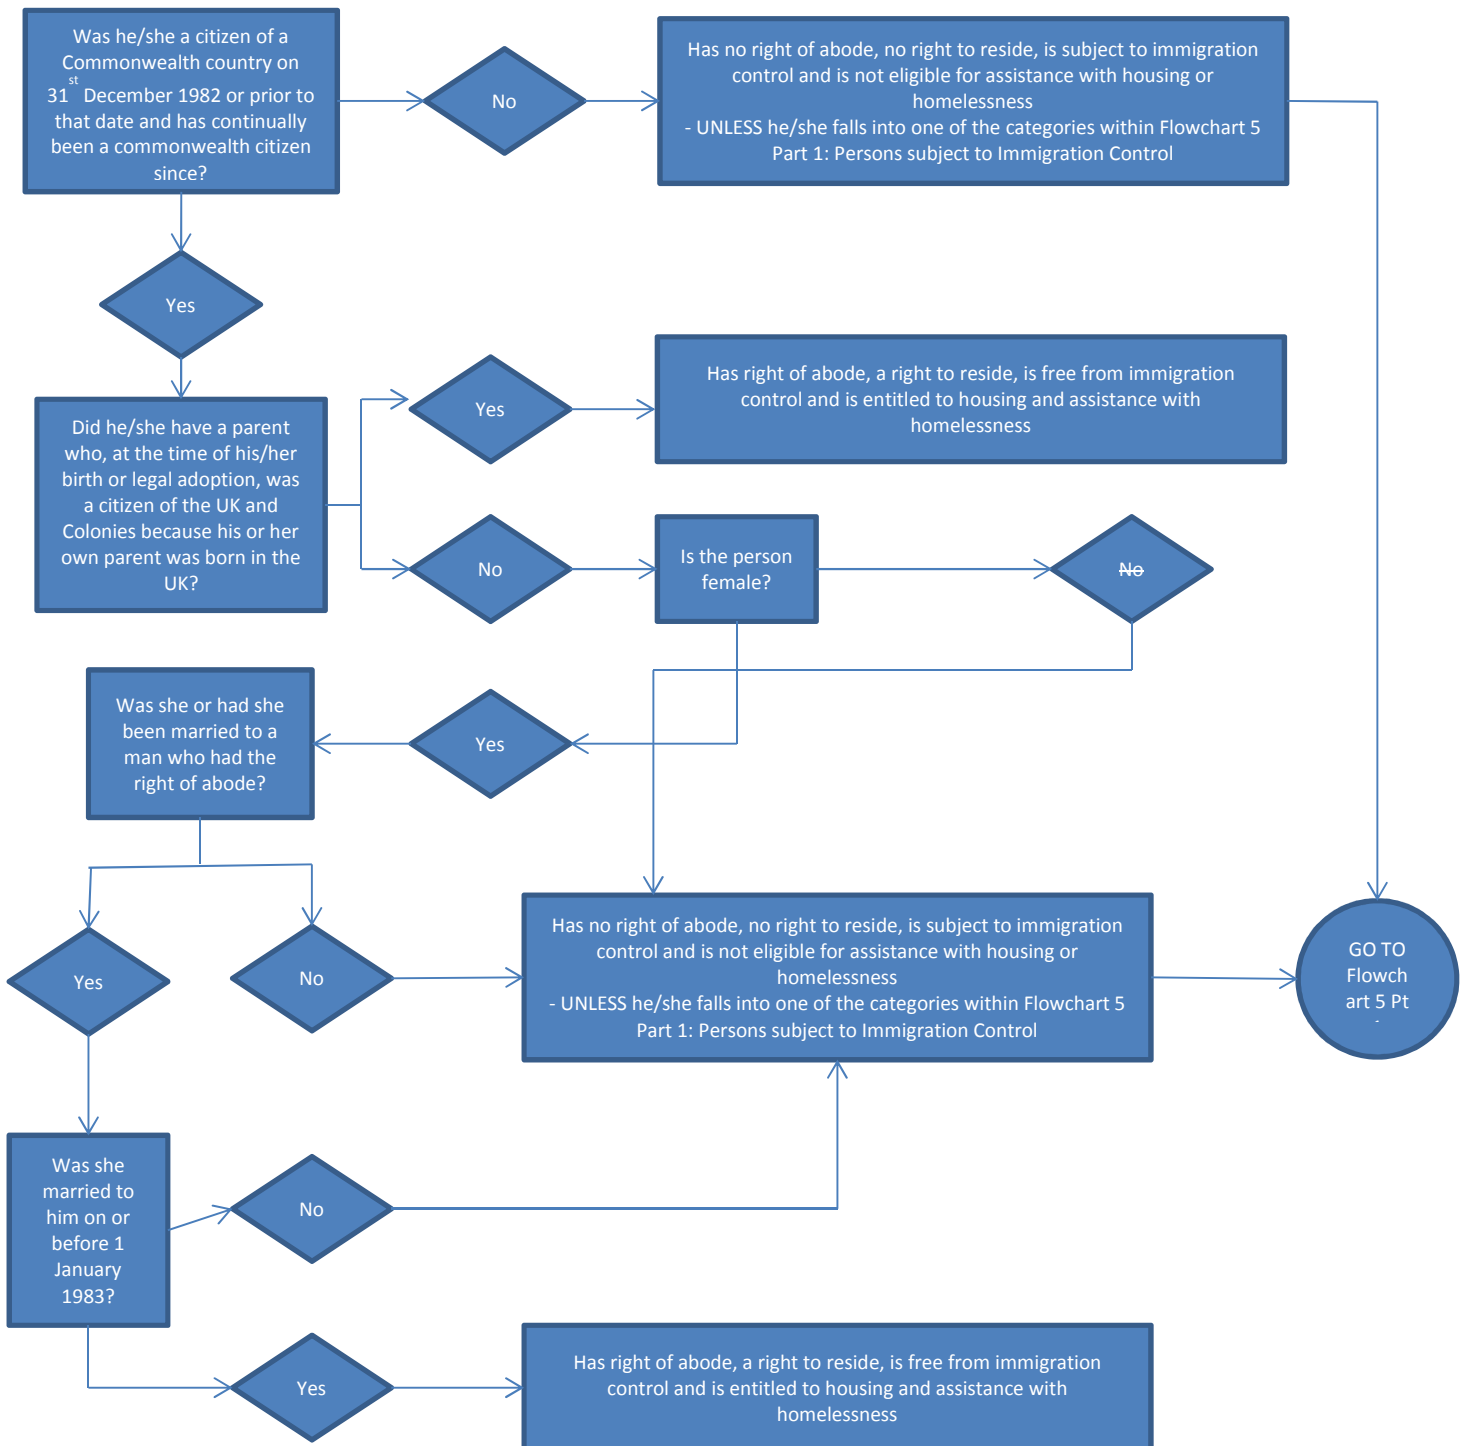 Was he/she a citizen of a
Commonwealth country on
31st December 1982 or prior to
that date and has continually
been a commonwealth citizen
since?
No
Has no right of abode, no right to reside, is subject to immigration
control and is not eligible for assistance with housing or
homelessness
- UNLESS he/she falls into one of the categories within Flowchart 5
Part 1: Persons subject to Immigration Control
Yes
Did he/she have a parent
who, at the time of his/her
birth or legal adoption, was
a citizen of the UK and
Colonies because his or her
own parent was born in the
UK?
Yes
Has right of abode, a right to reside, is free from immigration
control and is entitled to housing and assistance with
homelessness
No
Is the person
female?
No
Was she or had she
been married to a
man who had the
right of abode?
Yes
Yes
No
Has no right of abode, no right to reside, is subject to immigration
control and is not eligible for assistance with housing or
homelessness
- UNLESS he/she falls into one of the categories within Flowchart 5
Part 1: Persons subject to Immigration Control
GO TO
Flowch
art 5 Pt
Was she
married to
him on or
before 1
January
1983?
No
Yes
Has right of abode, a right to reside, is free from immigration
control and is entitled to housing and assistance with
homelessness